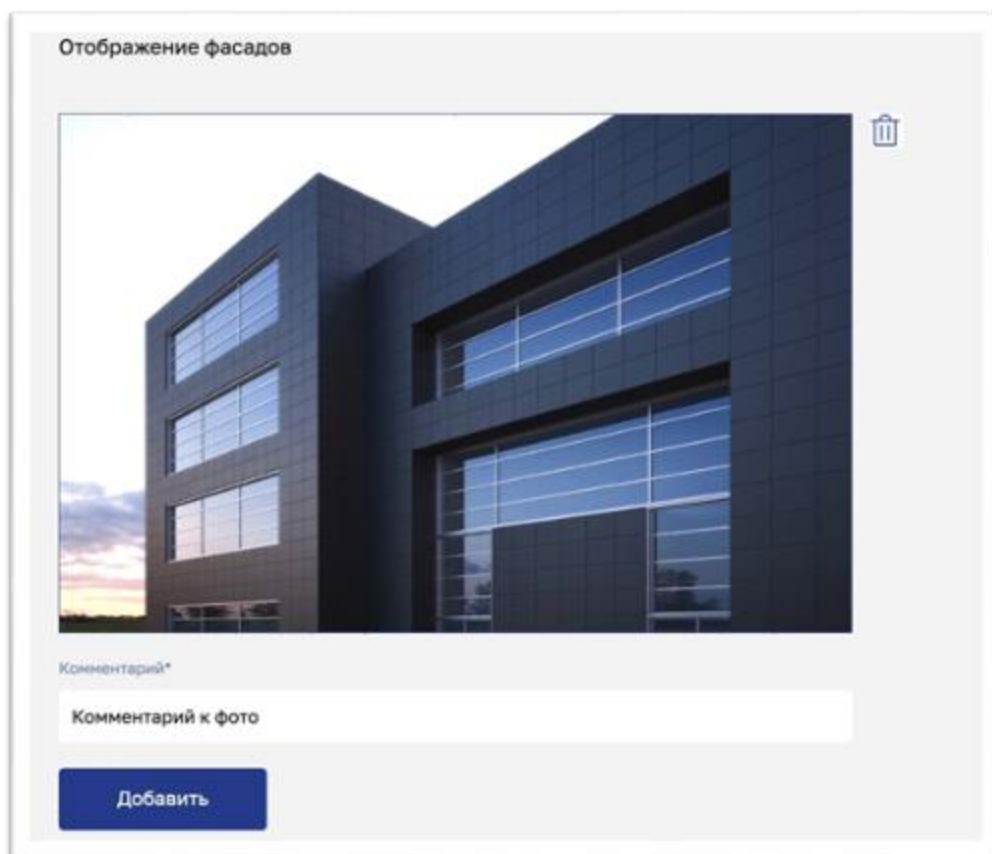 Отображение фасадов
Комментарий*
Комментарий к фото
Добавить